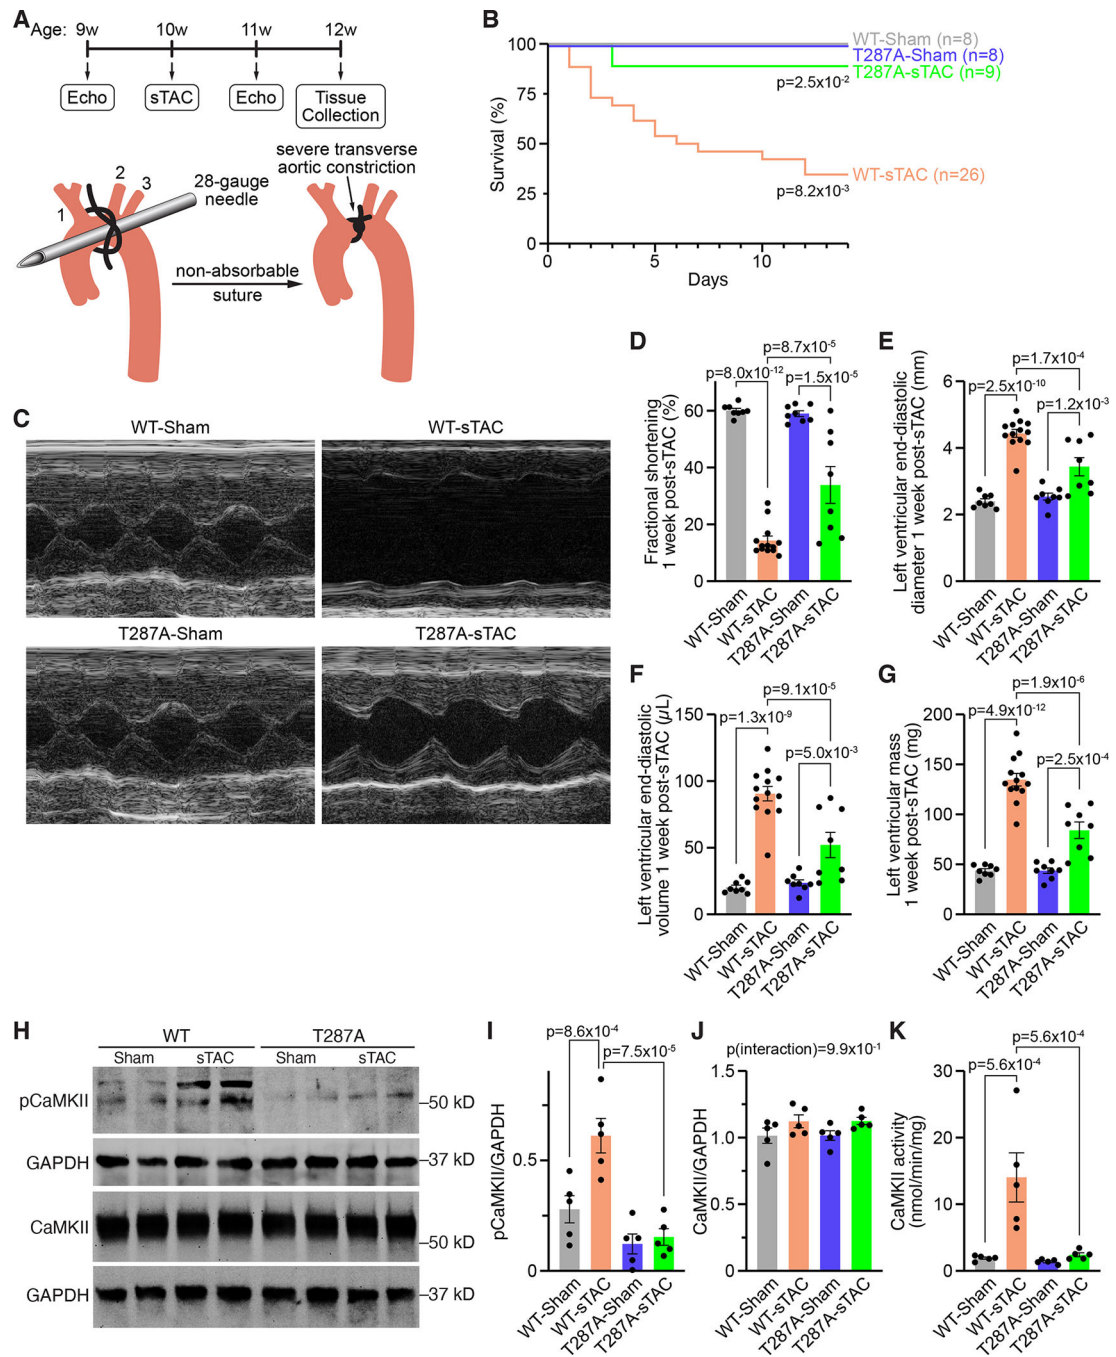 A
Age: 9w 10w 11w 12w
Echo
sTAC
Echo
Tissue
Collection
severe transverse
aortic constriction
28-gauge
needle
1
2
3
non-absorbable
suture
B
Survival (%)
100
75
50
25
0
0 5 10
Days
WT-Sham (n=8)
T287A-Sham (n=8)
T287A-sTAC (n=9)
p=2.5x10-2
WT-sTAC (n=26)
p=8.2x10-3
C
WT-Sham
WT-sTAC
T287A-Sham
T287A-sTAC
D
Fractional shortening
1 week post-sTAC (%)
p=8.7x10-5
p=8.0x10-12
p=1.5x10-5
60
40
20
0
WT-Sham
WT-sTAC
T287A-Sham
T287A-sTAC
E
Left ventricular end-diastolic
diameter 1 week post-sTAC (mm)
p=1.7x10-4
p=2.5x10-10
p=1.2x10-3
6
4
2
0
WT-Sham
WT-sTAC
T287A-Sham
T287A-sTAC
F
Left ventricular end-diastolic
volume 1 week post-sTAC (µL)
p=9.1x10-5
p=1.3x10-9
p=5.0x10-3
150
100
50
0
WT-Sham
WT-sTAC
T287A-Sham
T287A-sTAC
G
Left ventricular mass
1 week post-sTAC (mg)
p=1.9x10-6
p=4.9x10-12
p=2.5x10-4
200
150
100
50
0
WT-Sham
WT-sTAC
T287A-Sham
T287A-sTAC
H
WT T287A
Sham sTAC Sham sTAC
pCaMKII
50 kD
GAPDH
37 kD
CaMKII
50 kD
GAPDH
37 kD
I
pCaMKII/GAPDH
p=8.6x10-4
p=7.5x10-5
0.5
0
WT-Sham
WT-sTAC
T287A-Sham
T287A-sTAC
J
CaMKII/GAPDH
p(interaction)=9.9x10-1
1.5
1.0
0.5
0
WT-Sham
WT-sTAC
T287A-Sham
T287A-sTAC
K
CaMKII activity
(nmol/min/mg)
p=5.6x10-4
p=5.6x10-4
30
20
10
0
WT-Sham
WT-sTAC
T287A-Sham
T287A-sTAC